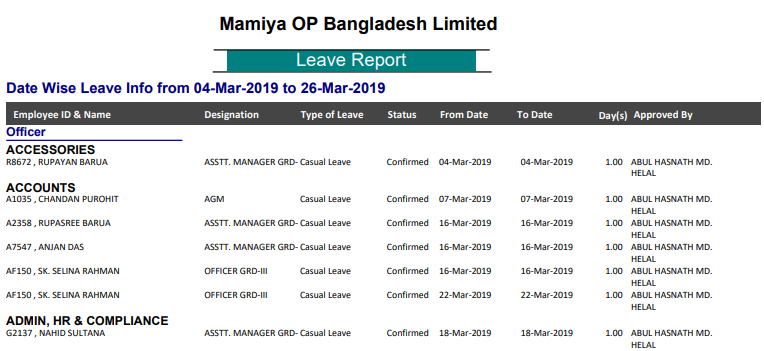 Mamiya OP Bangladesh Limited
Leave Report
Date Wise Leave Info from 04-Mar-2019 to 26-Mar-2019
Employee ID & Name Designation Type of Leave Status From Date To Date Day(s) Approved By
Officer
ACCESSORIES
R8672 , RUPAYAN BARUA ASSTT. MANAGER GRD- Casual Leave Confirmed 04-Mar-2019 04-Mar-2019 1.00 ABUL HASNATH MD.
HELAL
ACCOUNTS
A1035 , CHANDAN PUROHIT AGM Casual Leave Confirmed 07-Mar-2019 07-Mar-2019 1.00 ABUL HASNATH MD.
HELAL
A2358 , RUPASREE BARUA ASSTT. MANAGER GRD- Casual Leave Confirmed 16-Mar-2019 16-Mar-2019 1.00 ABUL HASNATH MD.
HELAL
A7547 , ANJAN DAS ASSTT. MANAGER GRD- Casual Leave Confirmed 16-Mar-2019 16-Mar-2019 1.00 ABUL HASNATH MD.
HELAL
AF150 , SK. SELINA RAHMAN OFFICER GRD-III Casual Leave Confirmed 16-Mar-2019 16-Mar-2019 1.00 ABUL HASNATH MD.
HELAL
AF150 , SK. SELINA RAHMAN OFFICER GRD-III Casual Leave Confirmed 22-Mar-2019 22-Mar-2019 1.00 ABUL HASNATH MD.
HELAL
ADMIN, HR & COMPLIANCE
G2137 , NAHID SULTANA ASSTT. MANAGER GRD- Casual Leave Confirmed 18-Mar-2019 18-Mar-2019 1.00 ABUL HASNATH MD.
HELAL